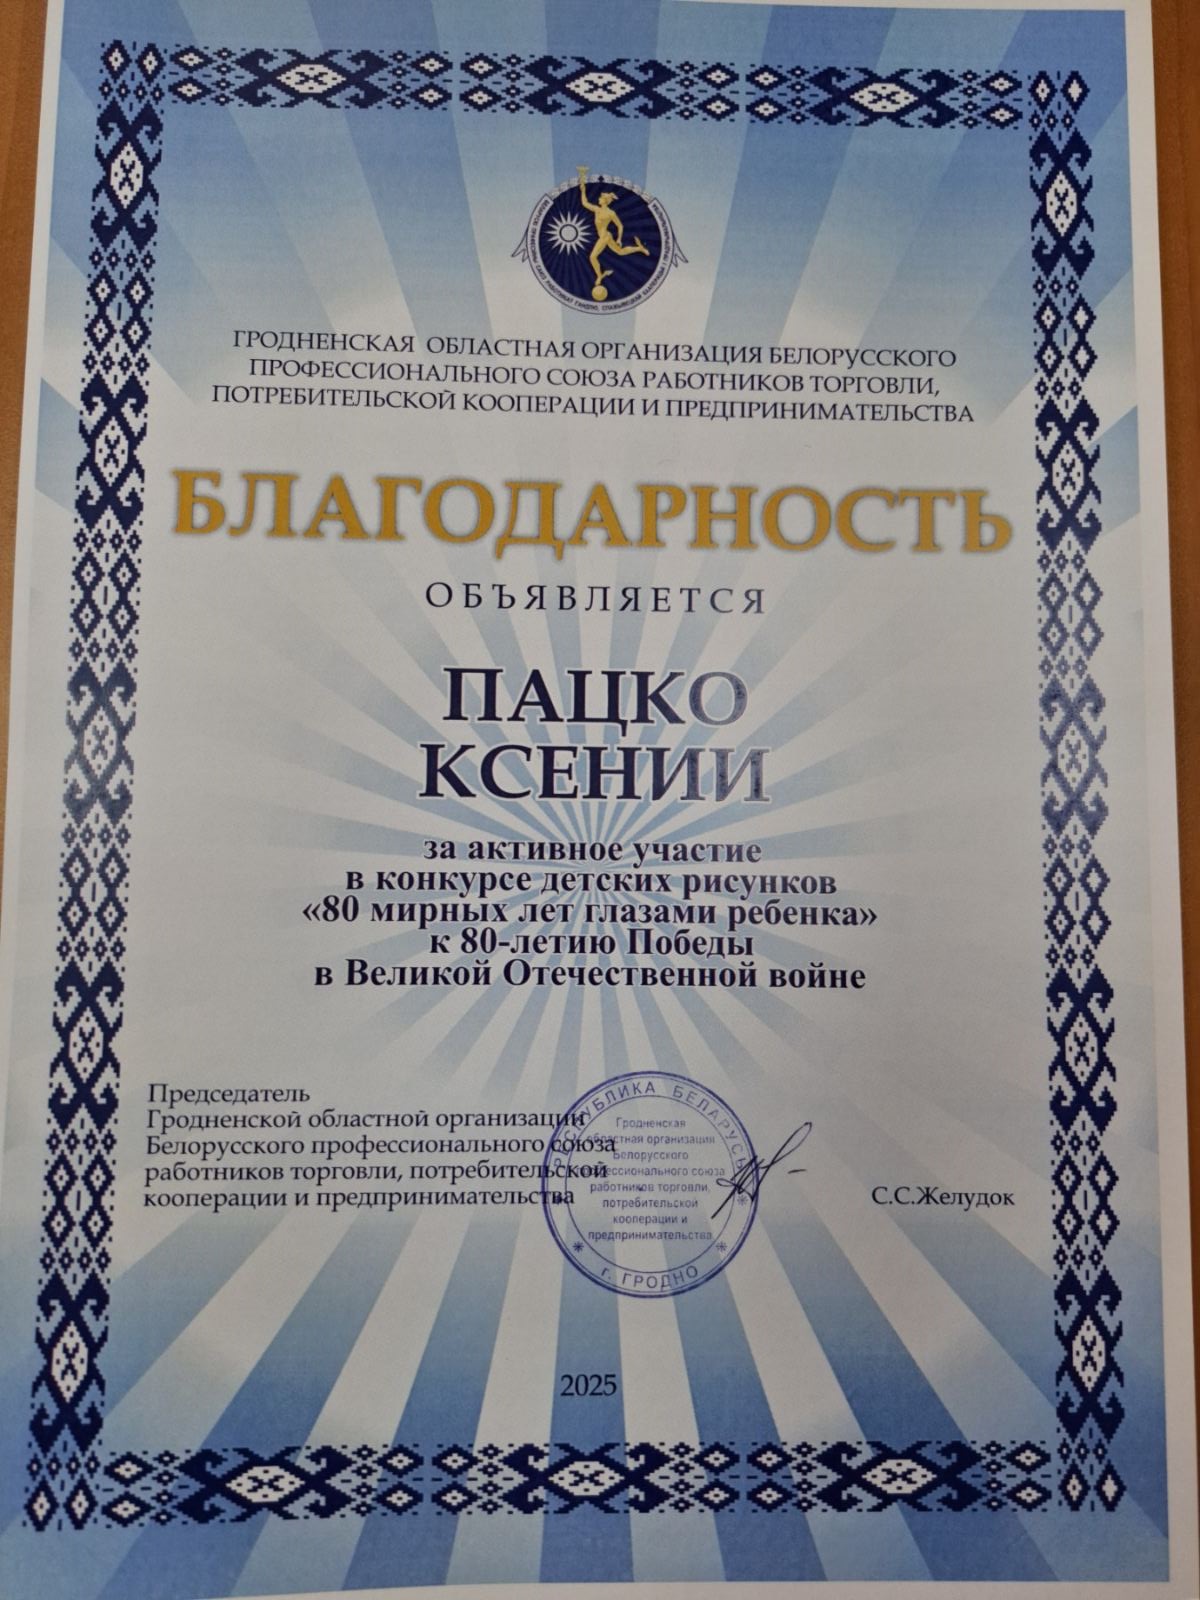 ГРОДНЕНСКАЯ ОБЛАСТНАЯ ОРГАНИЗАЦИЯ БЕЛОРУССКОГО
ПРОФЕССИОНАЛЬНОГО СОЮЗА РАБОТНИКОВ ТОРГОВЛИ,
ПОТРЕБИТЕЛЬСКОЙ КООПЕРАЦИИ И ПРЕДПРИНИМАТЕЛЬСТВА
БЛАГОДАРНОСТЬ
ОБЪЯВЛЯЕТСЯ
ПАЦКО
КСЕНИИ
за активное участие
в конкурсе детских рисунков
«80 мирных лет глазами ребенка»
к 80-летию Победы
в Великой Отечественной войне
Председатель
Гродненской областной организации
Белорусского профессионального союза
работников торговли, потребительской
кооперации и предпринимательства
РЕСПУБЛИКА БЕЛАРУСЬ
Гродненская
областная организация
Белорусского
профессионального союза
работников торговли,
потребительской
кооперации и
предпринимательства
г. ГРОДНО
С.С.Желудок
2025